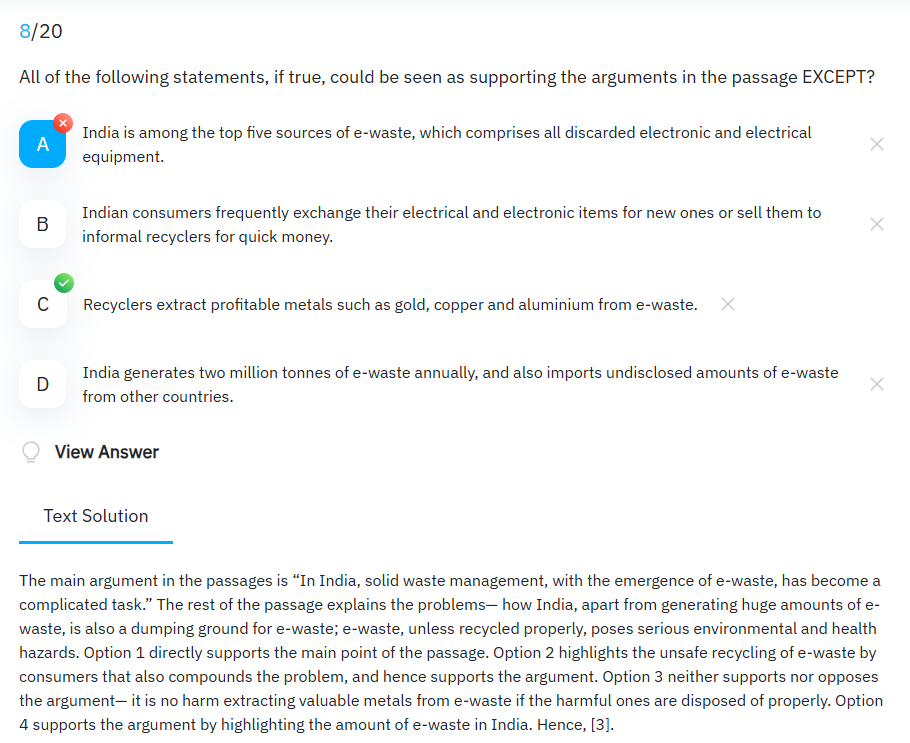 8/20
All of the following statements, if true, could be seen as supporting the arguments in the passage EXCEPT?
A
India is among the top five sources of e-waste, which comprises all discarded electronic and electrical
equipment.
B
Indian consumers frequently exchange their electrical and electronic items for new ones or sell them to
informal recyclers for quick money.
C
Recyclers extract profitable metals such as gold, copper and aluminium from e-waste.
D
India generates two million tonnes of e-waste annually, and also imports undisclosed amounts of e-waste
from other countries.
View Answer
Text Solution
The main argument in the passages is “In India, solid waste management, with the emergence of e-waste, has become a
complicated task.” The rest of the passage explains the problems— how India, apart from generating huge amounts of e-
waste, is also a dumping ground for e-waste; e-waste, unless recycled properly, poses serious environmental and health
hazards. Option 1 directly supports the main point of the passage. Option 2 highlights the unsafe recycling of e-waste by
consumers that also compounds the problem, and hence supports the argument. Option 3 neither supports nor opposes
the argument— it is no harm extracting valuable metals from e-waste if the harmful ones are disposed of properly. Option
4 supports the argument by highlighting the amount of e-waste in India. Hence, [3].